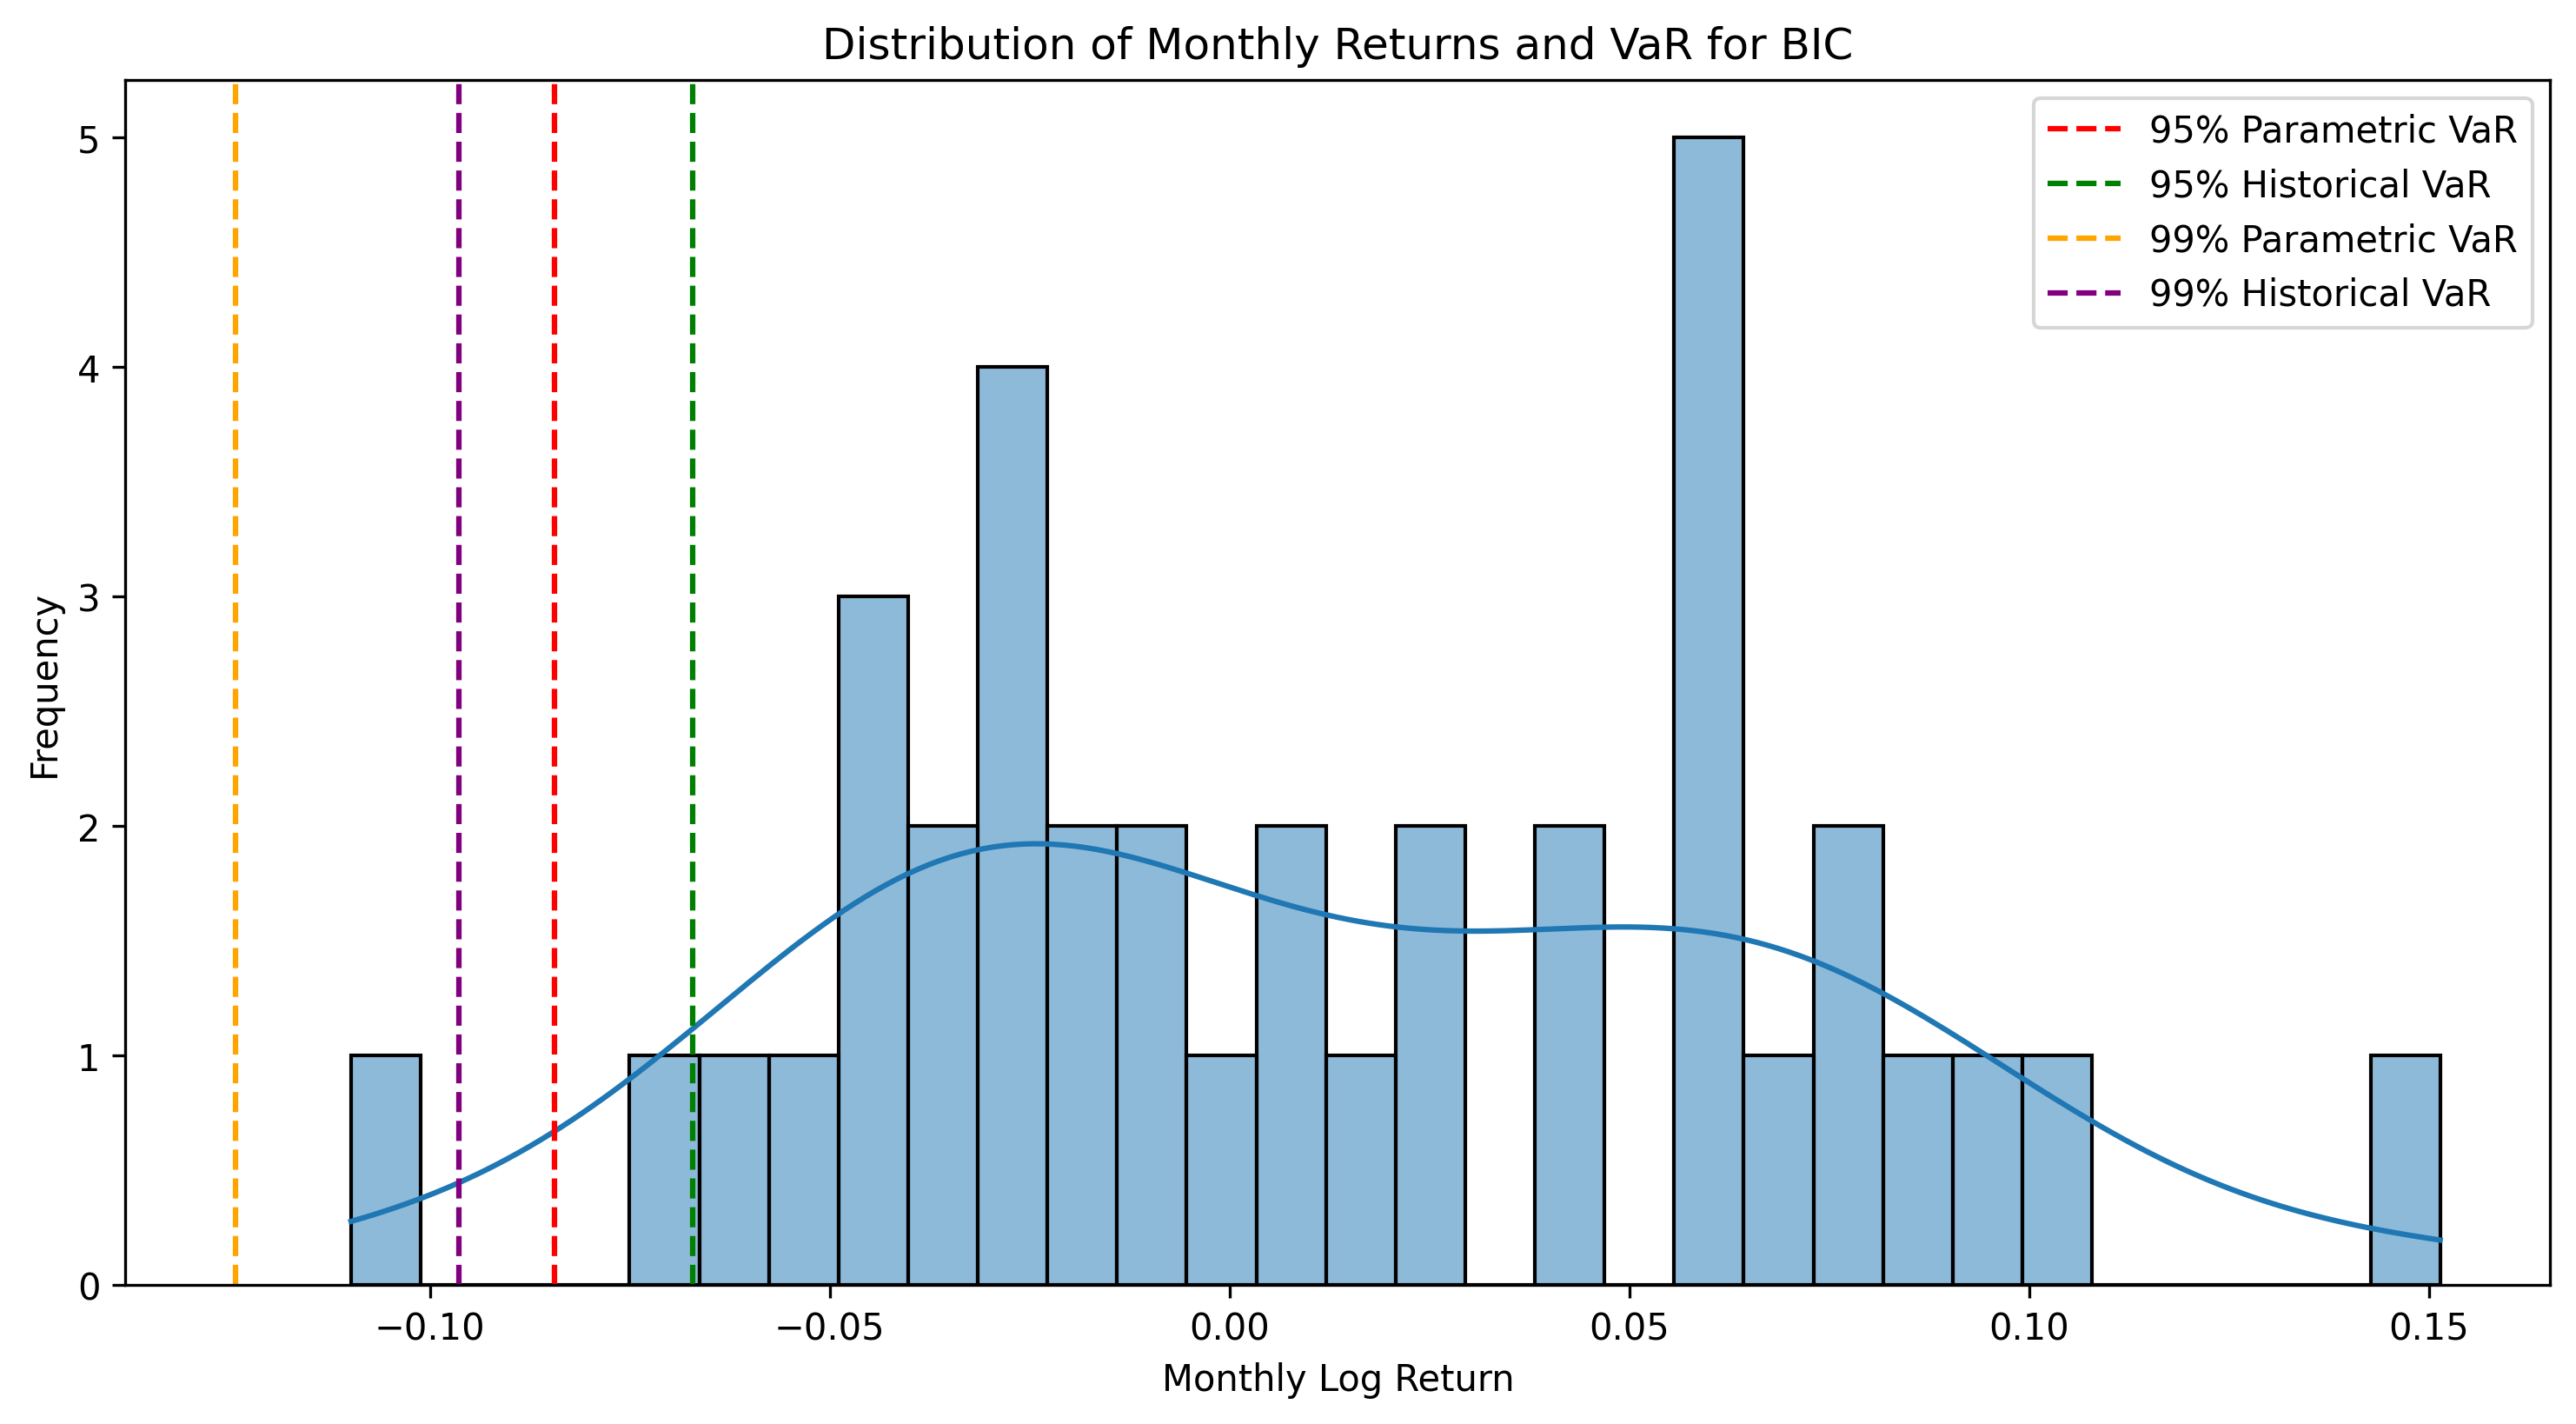 Distribution of Monthly Returns and VaR for BIC
95% Parametric VaR
95% Historical VaR
99% Parametric VaR
99% Historical VaR
Frequency
5
4
3
2
1
0
−0.10
−0.05
0.00
0.05
0.10
0.15
Monthly Log Return